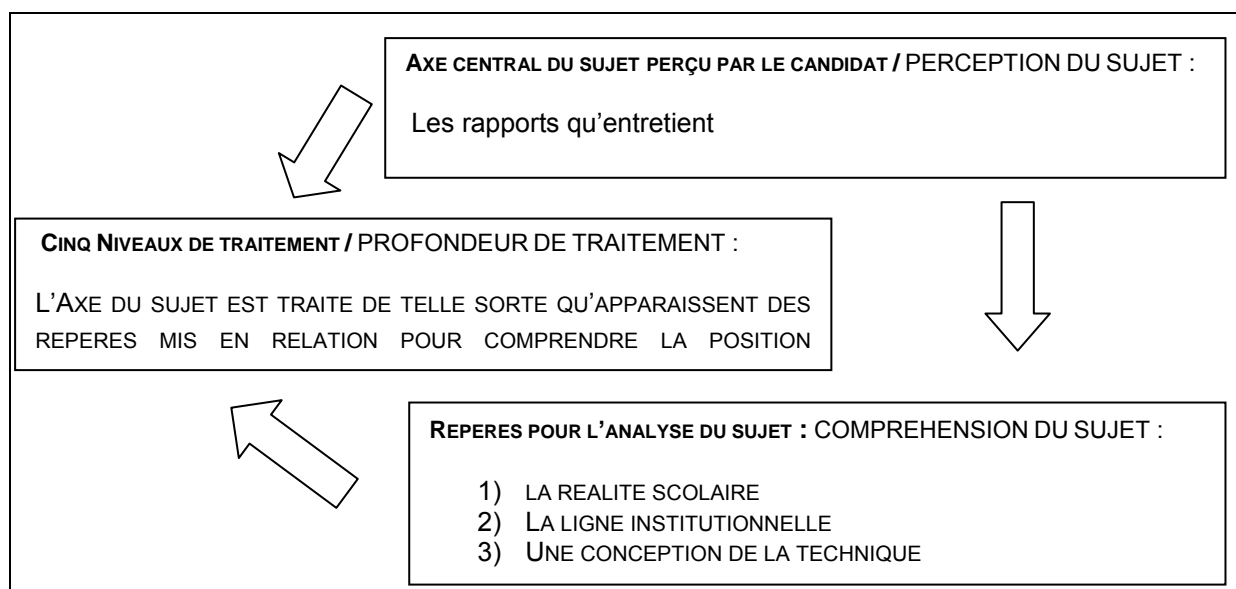 AXE CENTRAL DU SUJET PERÇU PAR LE CANDIDAT / PERCEPTION DU SUJET :
Les rapports qu’entretient
CINQ NIVEAUX DE TRAITEMENT / PROFONDEUR DE TRAITEMENT :
L’AXE DU SUJET EST TRAITE DE TELLE SORTE QU’APPARAISSENT DES
REPERES MIS EN RELATION POUR COMPRENDRE LA POSITION
REPERES POUR L’ANALYSE DU SUJET : COMPREHENSION DU SUJET :
1) LA REALITE SCOLAIRE
2) LA LIGNE INSTITUTIONNELLE
3) UNE CONCEPTION DE LA TECHNIQUE